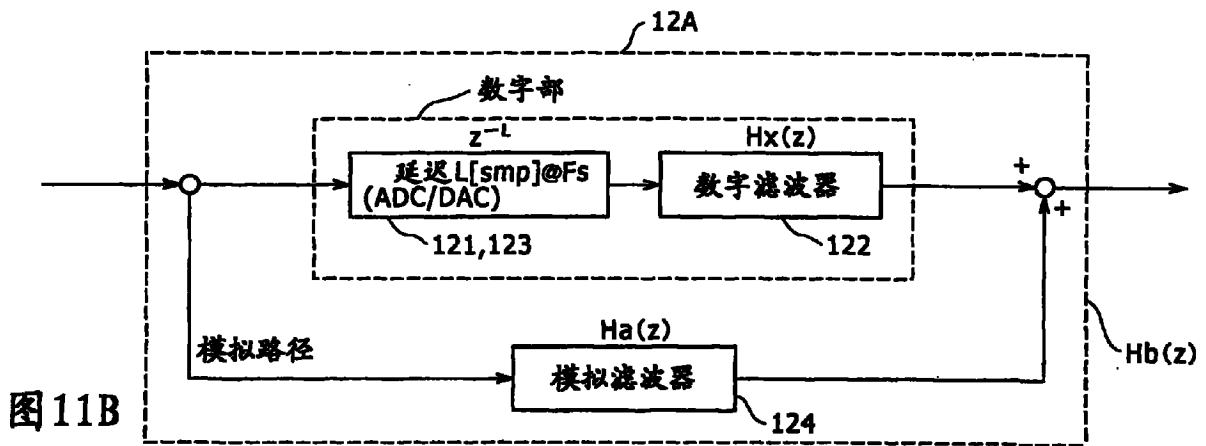 12A
数字部
z⁻ᴸ
延迟L[smp]@Fs
(ADC/DAC)
121,123
Hx(z)
数字滤波器
122
+
+
模拟路径
Ha(z)
模拟滤波器
124
Hb(z)
图11B